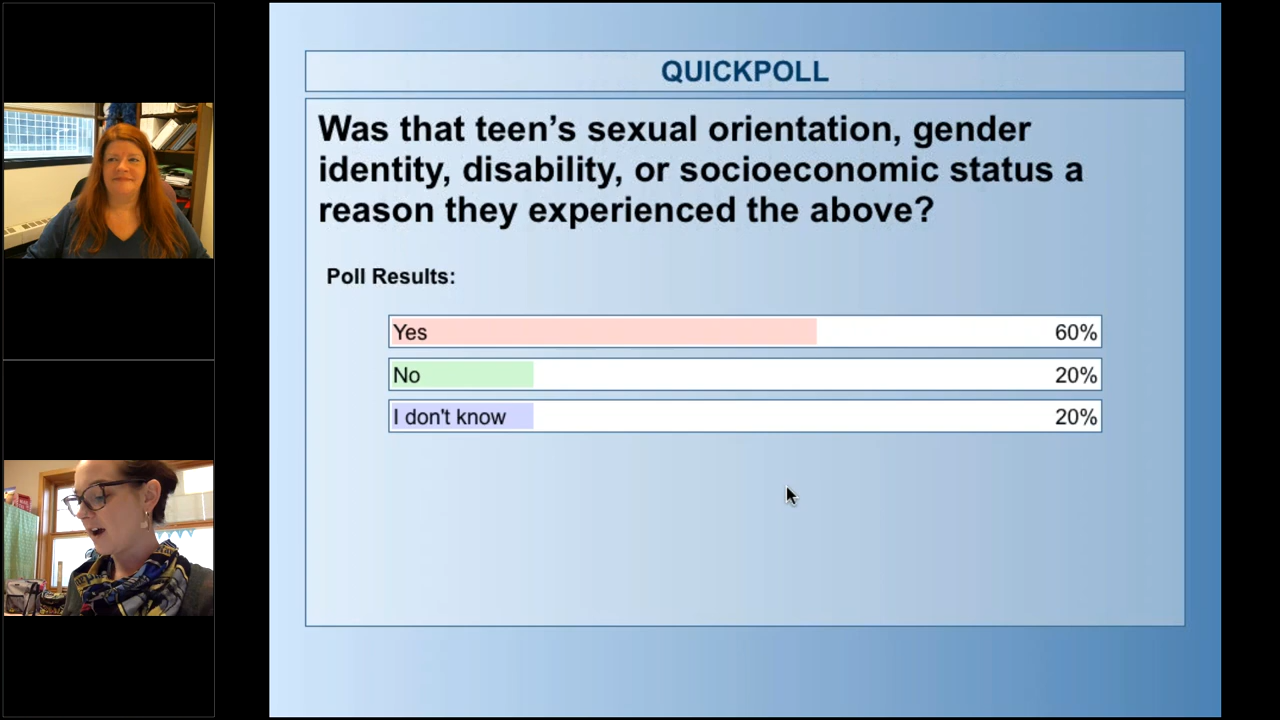 QUICKPOLL
Was that teen’s sexual orientation, gender
identity, disability, or socioeconomic status a
reason they experienced the above?
Poll Results:
Yes 60%
No 20%
I don't know 20%